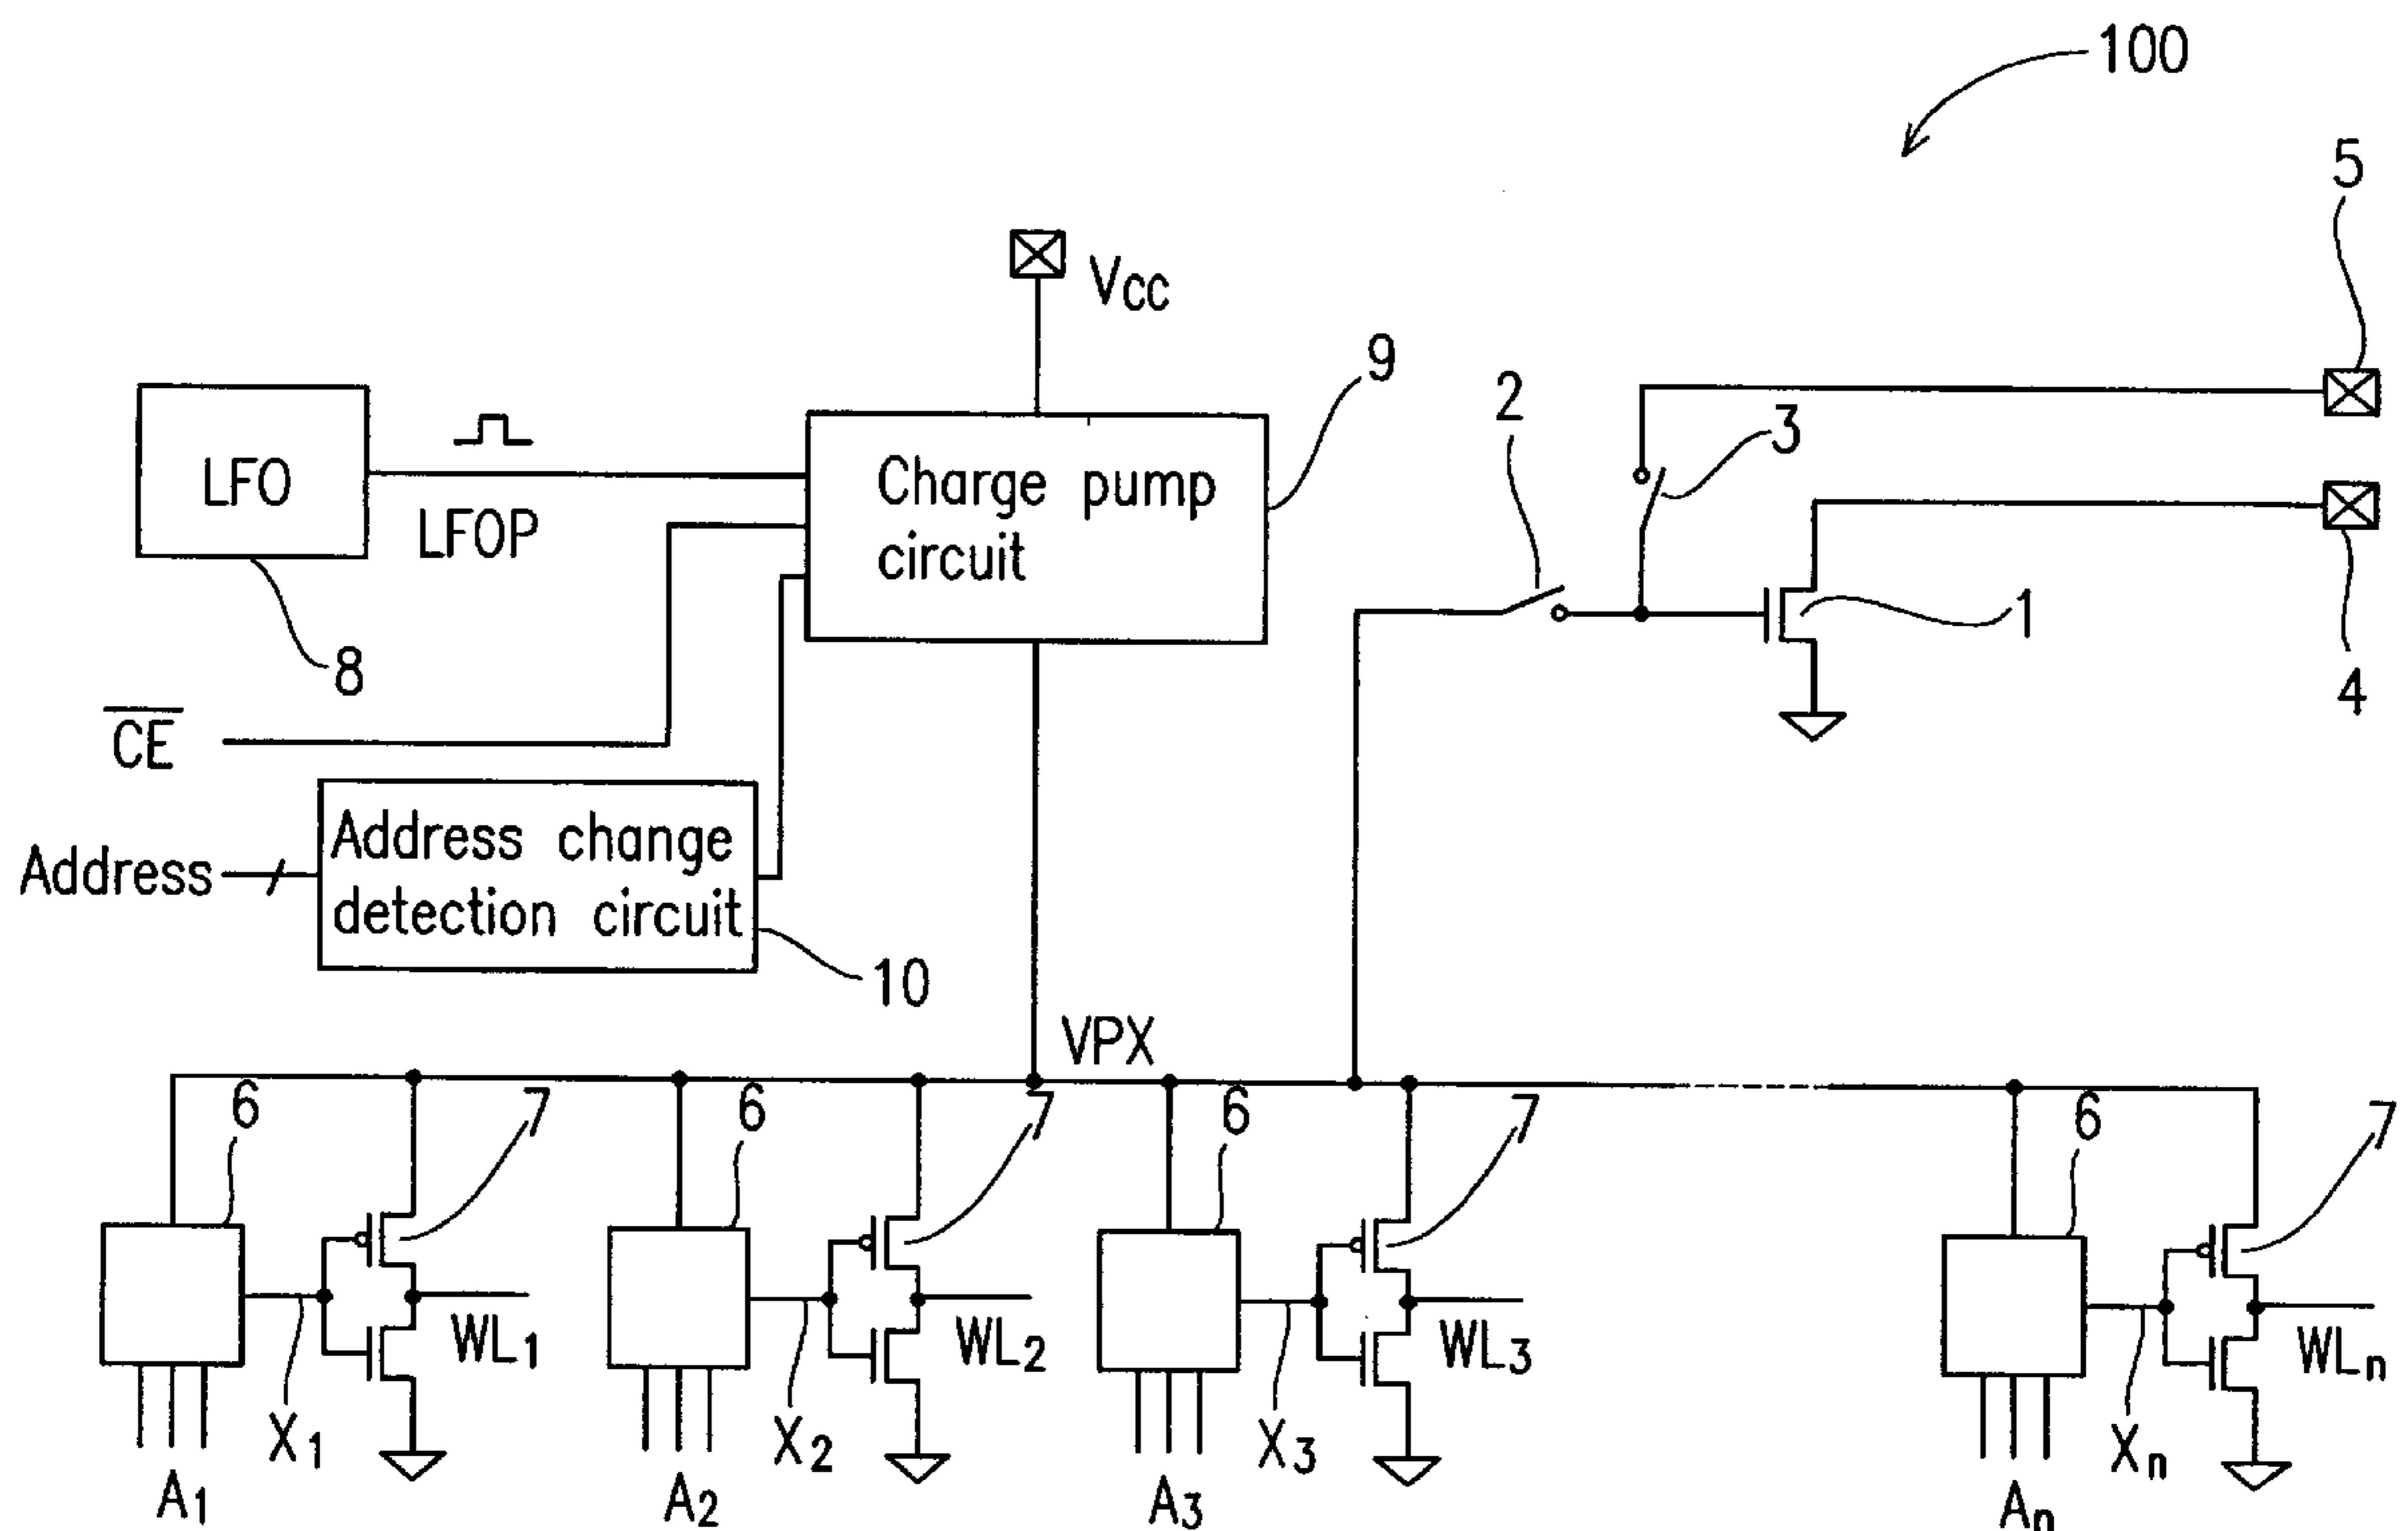 100
5
Vcc
9
2
3
LFO
LFOP
Charge pump
circuit
1
8
4
CE
Address
Address change
detection circuit
10
VPX
6
7
6
7
6
7
6
7
WL1
WL2
WL3
WLn
X1
X2
X3
Xn
A1
A2
A3
An